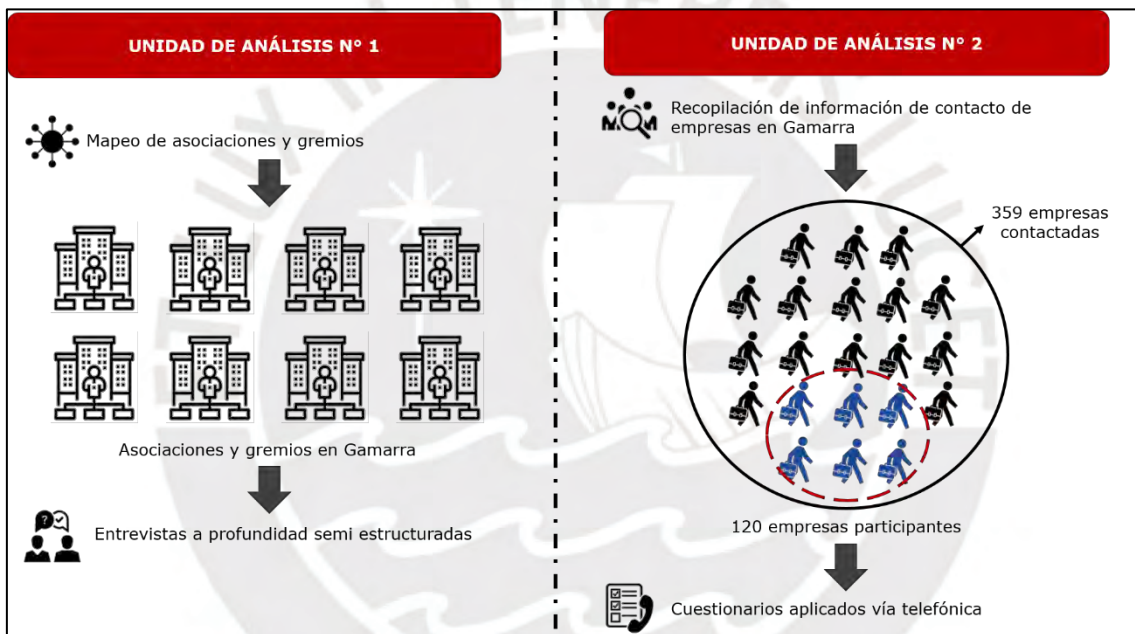 UNIDAD DE ANÁLISIS N° 1
Mapeo de asociaciones y gremios
Asociaciones y gremios en Gamarra
Entrevistas a profundidad semi estructuradas
UNIDAD DE ANÁLISIS N° 2
Recopilación de información de contacto de
empresas en Gamarra
359 empresas
contactadas
120 empresas participantes
Cuestionarios aplicados vía telefónica